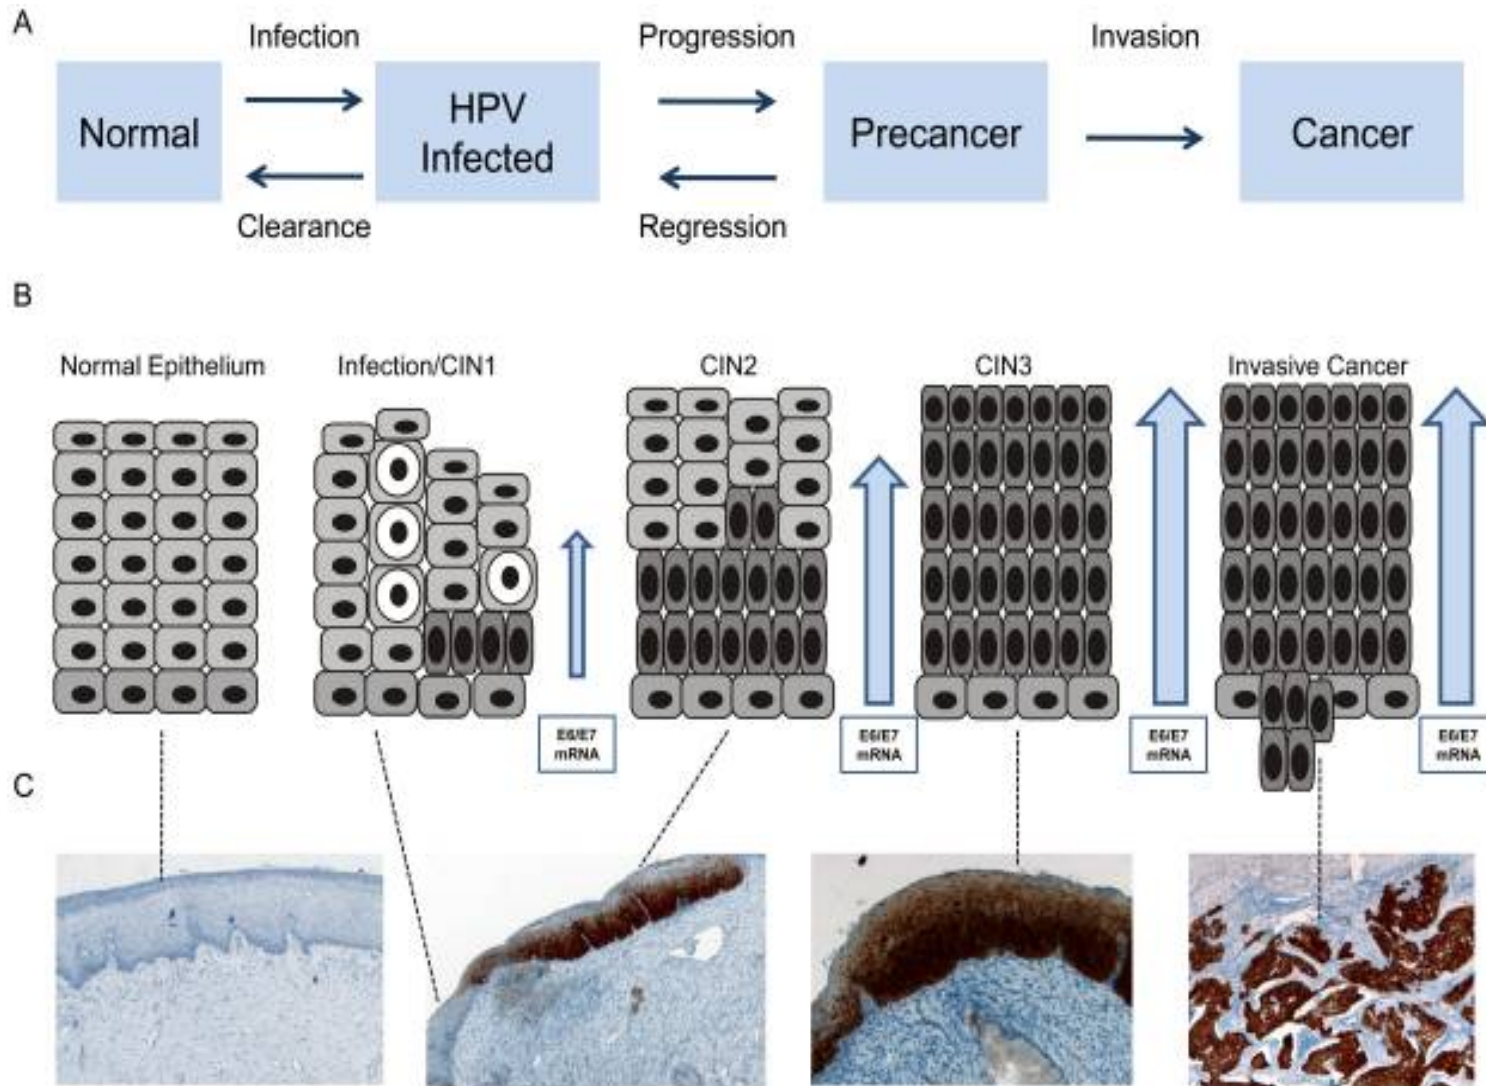 A
Infection
Progression
Invasion
Normal
HPV
Infected
Precancer
Cancer
Clearance
Regression
B
Normal Epithelium
Infection/CIN1
CIN2
CIN3
Invasive Cancer
E6/E7
mRNA
E6/E7
mRNA
E6/E7
mRNA
E6/E7
mRNA
C